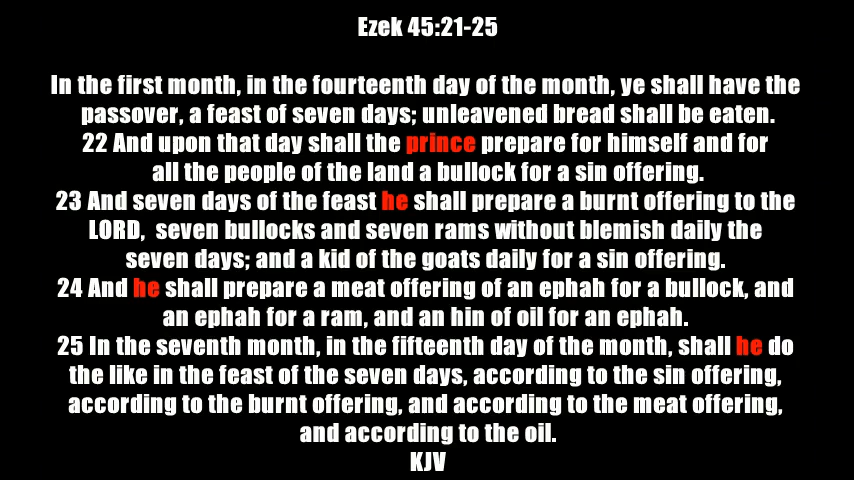 Ezek 45:21-25
In the first month, in the fourteenth day of the month, ye shall have the
passover, a feast of seven days; unleavened bread shall be eaten.
22 And upon that day shall the prince prepare for himself and for
all the people of the land a bullock for a sin offering.
23 And seven days of the feast he shall prepare a burnt offering to the
LORD,  seven bullocks and seven rams without blemish daily the
seven days; and a kid of the goats daily for a sin offering.
24 And he shall prepare a meat offering of an ephah for a bullock, and
an ephah for a ram, and an hin of oil for an ephah.
25 In the seventh month, in the fifteenth day of the month, shall he do
the like in the feast of the seven days, according to the sin offering,
according to the burnt offering, and according to the meat offering,
and according to the oil.
KJV